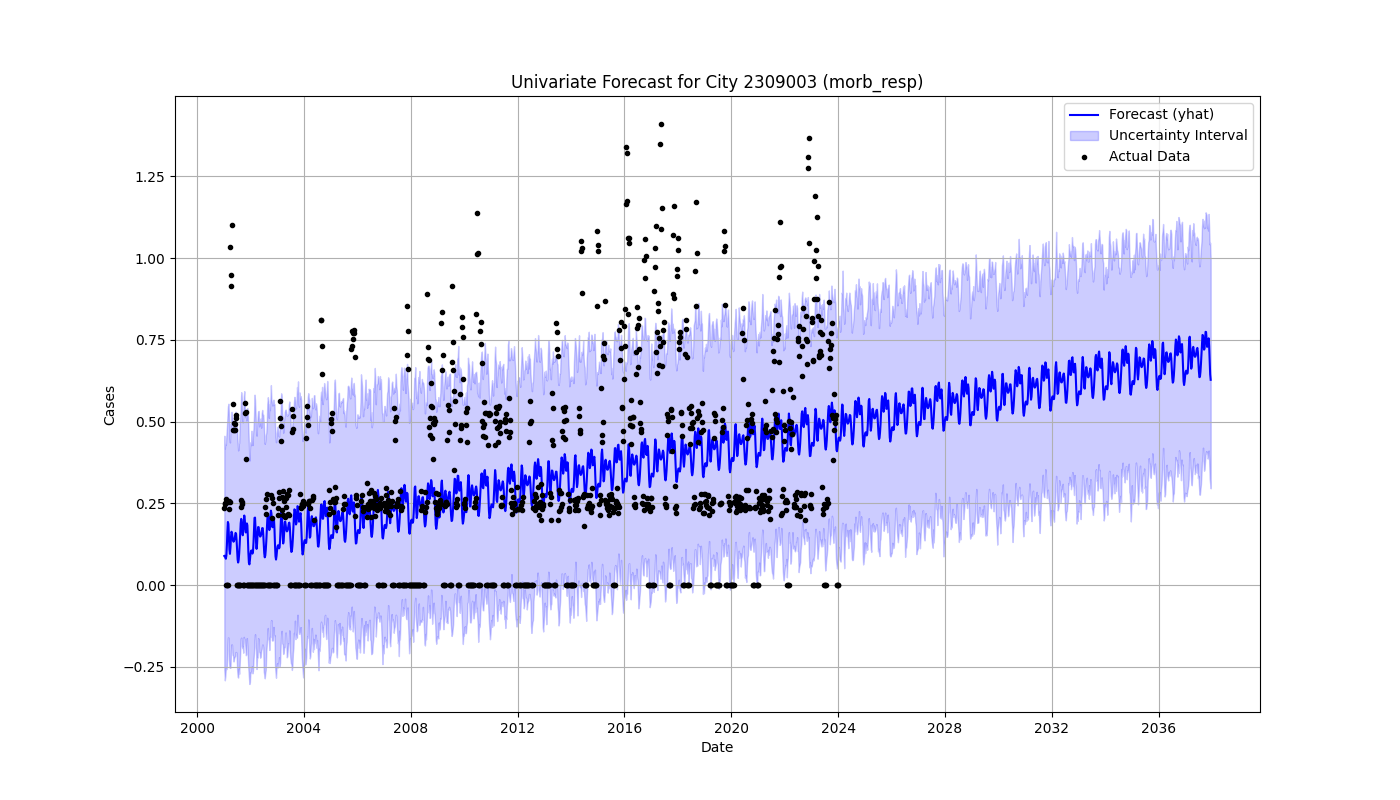 Univariate Forecast for City 2309003 (morb_resp)
Forecast (yhat)
Uncertainty Interval
Actual Data
Cases
1.25
1.00
0.75
0.50
0.25
0.00
−0.25
2000 2004 2008 2012 2016 2020 2024 2028 2032 2036
Date